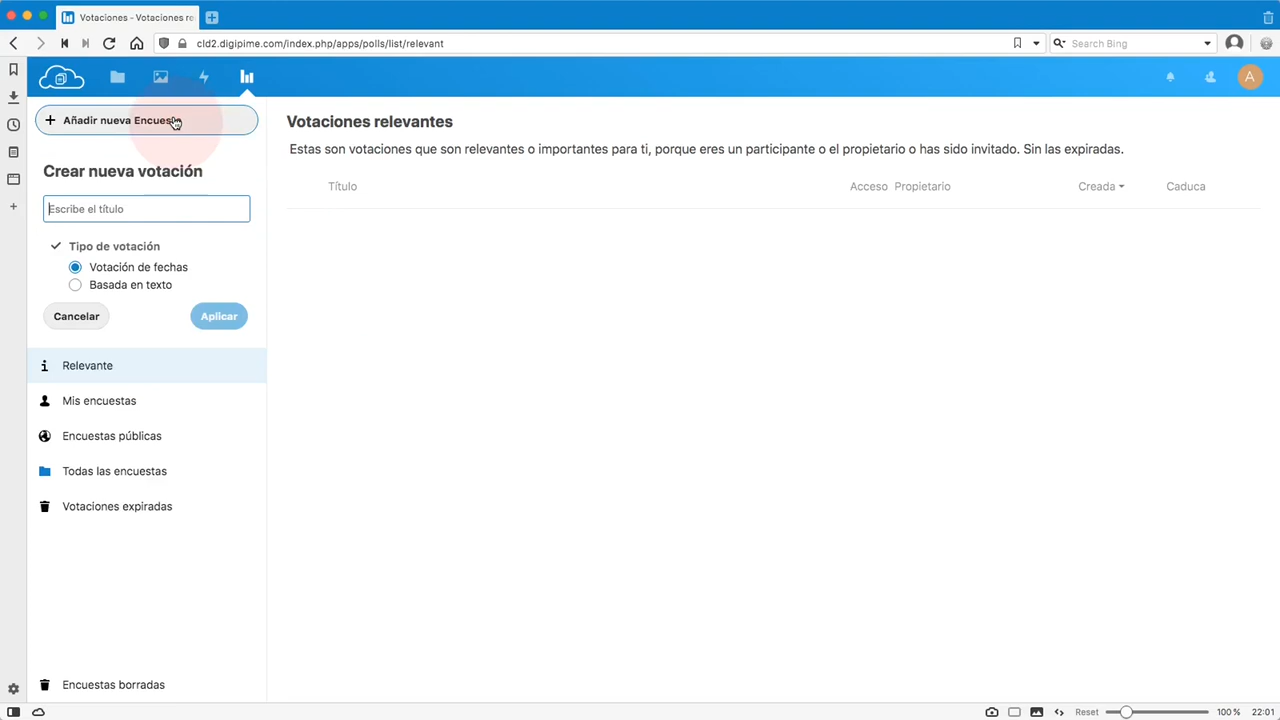 Votaciones - Votaciones re
cld2.digipime.com/index.php/apps/polls/list/relevant
Search Bing
A
Añadir nueva Encuesta
Crear nueva votación
Escribe el título
Tipo de votación
Votación de fechas
Basada en texto
Cancelar
Aplicar
Relevante
Mis encuestas
Encuestas públicas
Todas las encuestas
Votaciones expiradas
Encuestas borradas
Votaciones relevantes
Estas son votaciones que son relevantes o importantes para ti, porque eres un participante o el propietario o has sido invitado. Sin las expiradas.
Título Acceso Propietario Creada Caduca
Reset 100 % 22:01